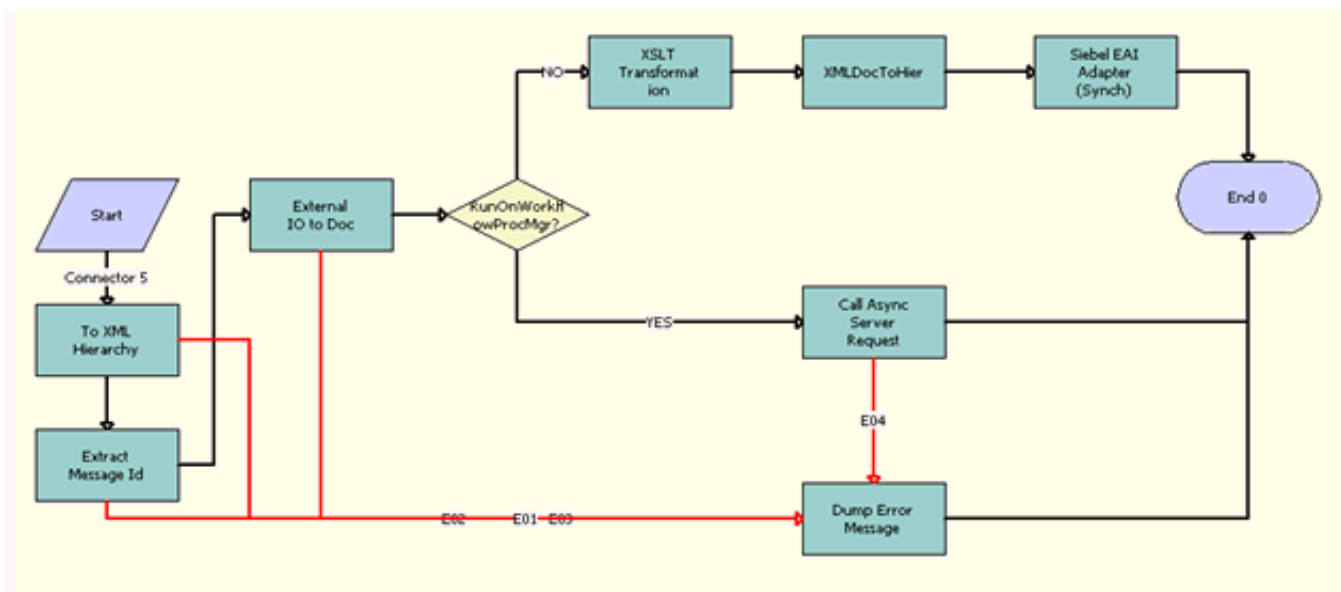 XSLT
Transformat
ion
XMLDocToHier
Siebel EAI
Adapter
(Synch)
NO
Start
External
IO to Doc
RunOnWorkfl
owProcMgr?
End 0
Connector 5
To XML
Hierarchy
YES
Call Async
Server
Request
E04
Extract
Message Id
E02
E01
E03
Dump Error
Message